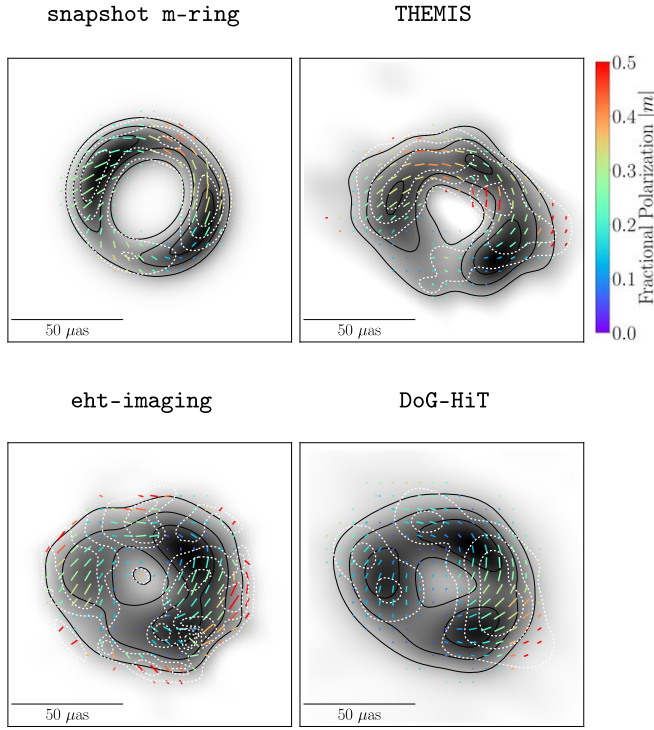 snapshot m-ring
THEMIS
50 μas
50 μas
0.5
0.4
0.3
0.2
0.1
0.0
Fractional Polarization |m|
eht-imaging
DoG-HiT
50 μas
50 μas